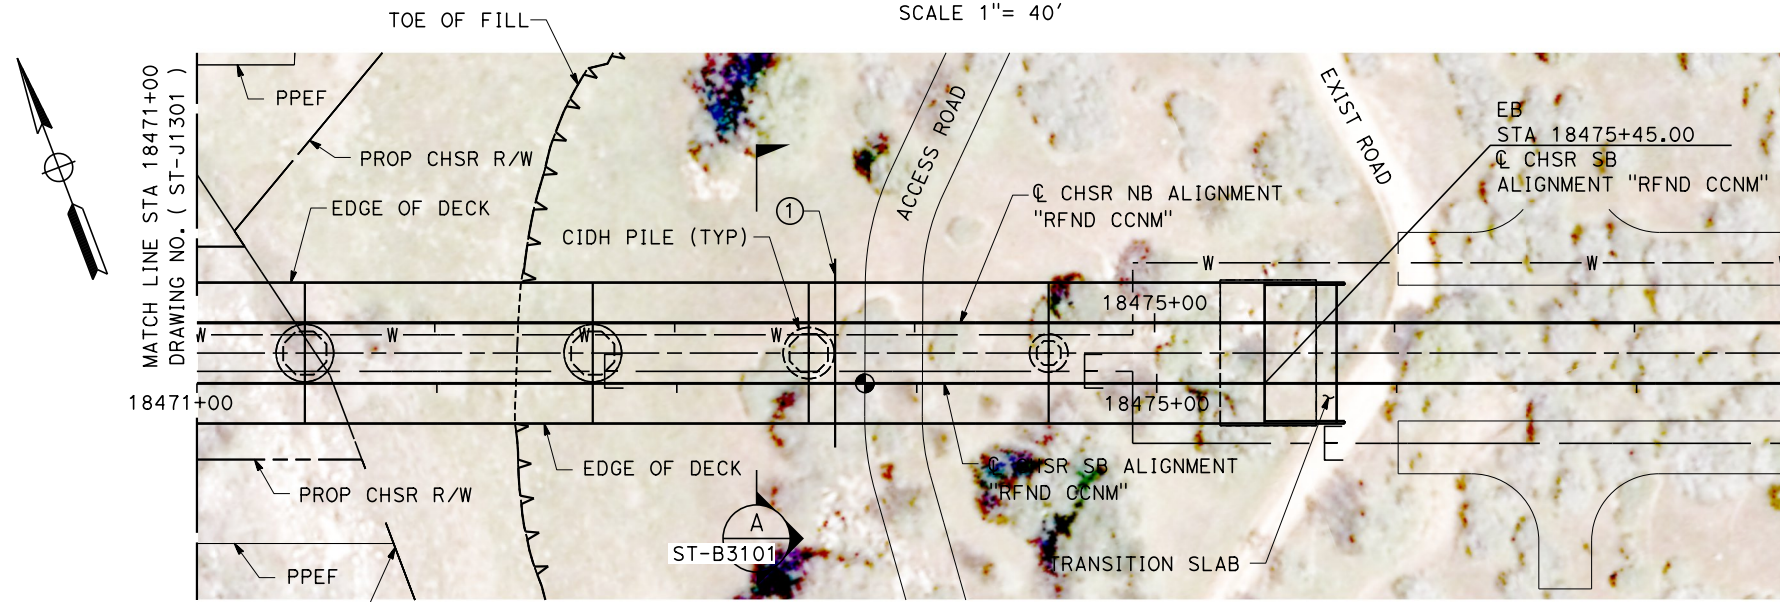 SCALE 1"= 40'
TOE OF FILL
MATCH LINE STA 18471+00
DRAWING NO. ( ST-J1301 )
PPEF
PROP CHSR R/W
EDGE OF DECK
CIDH PILE (TYP)
1
ACCESS ROAD
EXIST ROAD
℄ CHSR NB ALIGNMENT
"RFND CCNM"
EB
STA 18475+45.00
℄ CHSR SB
ALIGNMENT "RFND CCNM"
W
W
W
W
W
W
W
18475+00
E
E
18471+00
18475+00
E
EDGE OF DECK
℄ CHSR SB ALIGNMENT
"RFND CCNM"
PROP CHSR R/W
A
ST-B3101
TRANSITION SLAB
PPEF